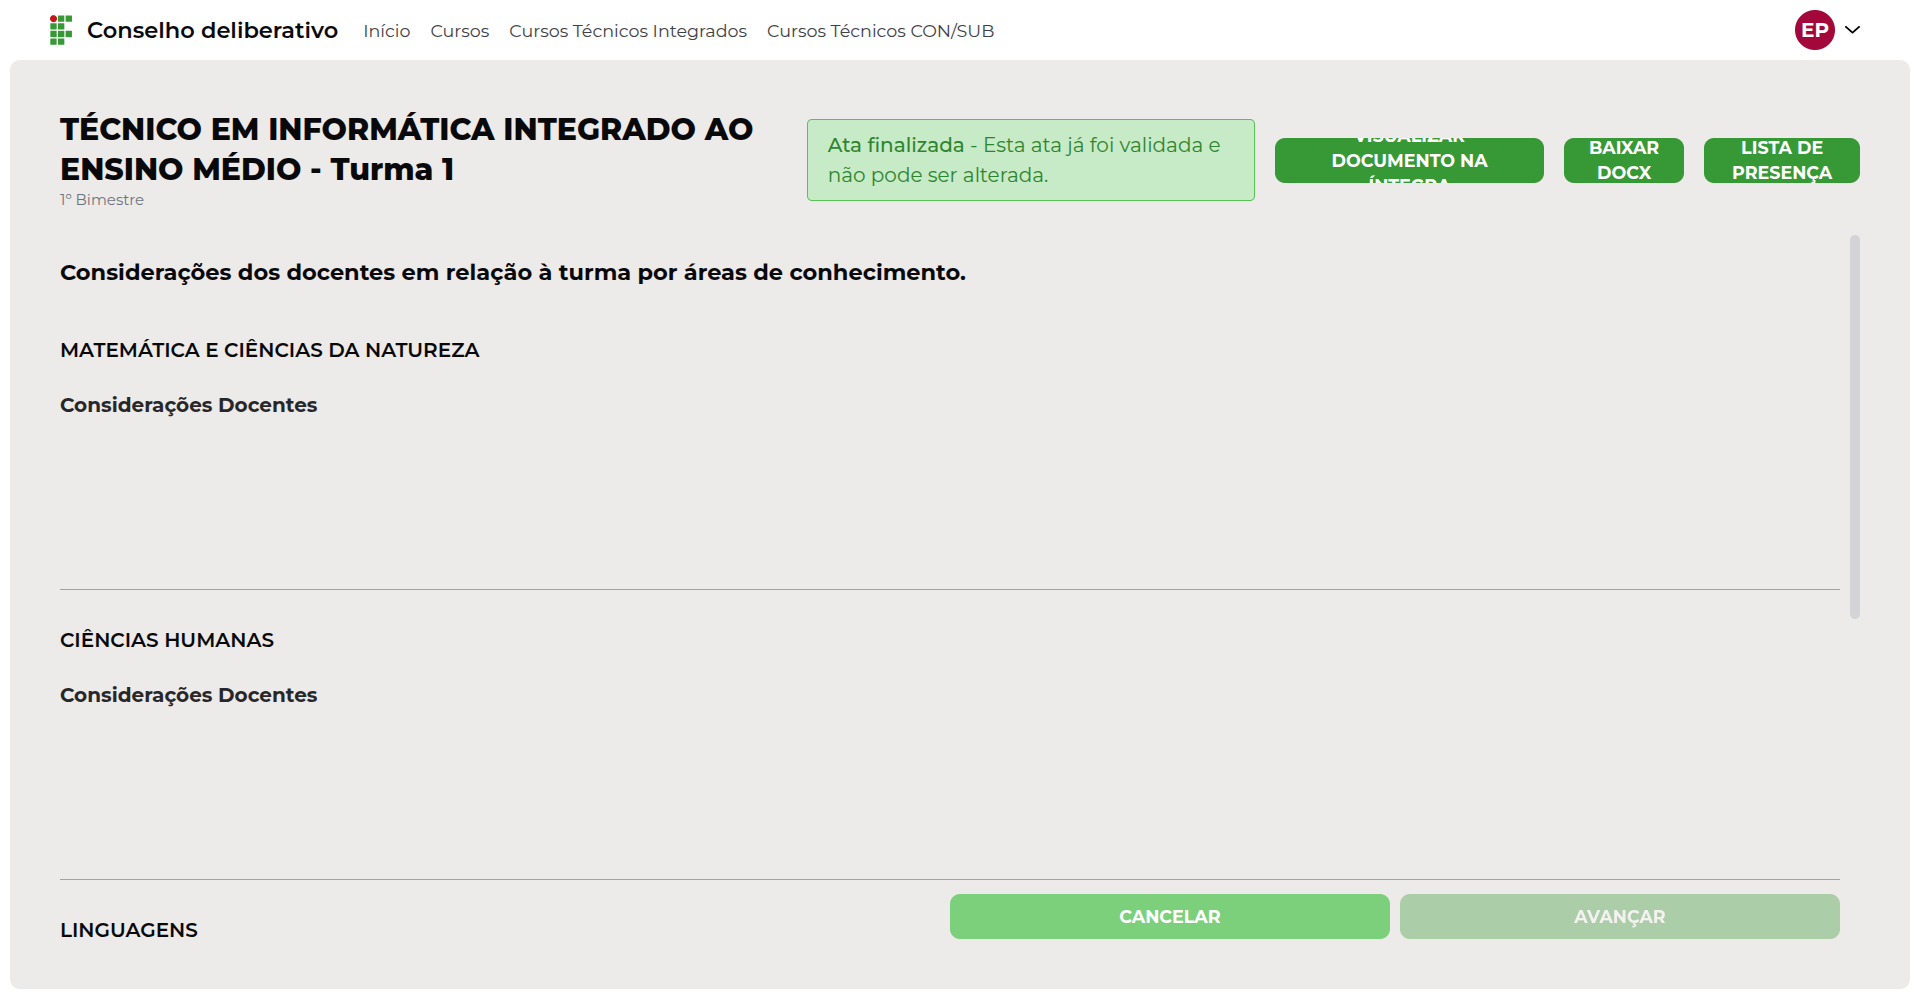 Conselho deliberativo
Início
Cursos
Cursos Técnicos Integrados
Cursos Técnicos CON/SUB
EP
TÉCNICO EM INFORMÁTICA INTEGRADO AO
ENSINO MÉDIO - Turma 1
1º Bimestre
Ata finalizada - Esta ata já foi validada e
não pode ser alterada.
VISUALIZAR
DOCUMENTO NA
ÍNTEGRA
BAIXAR
DOCX
LISTA DE
PRESENÇA
Considerações dos docentes em relação à turma por áreas de conhecimento.
MATEMÁTICA E CIÊNCIAS DA NATUREZA
Considerações Docentes
CIÊNCIAS HUMANAS
Considerações Docentes
LINGUAGENS
CANCELAR
AVANÇAR